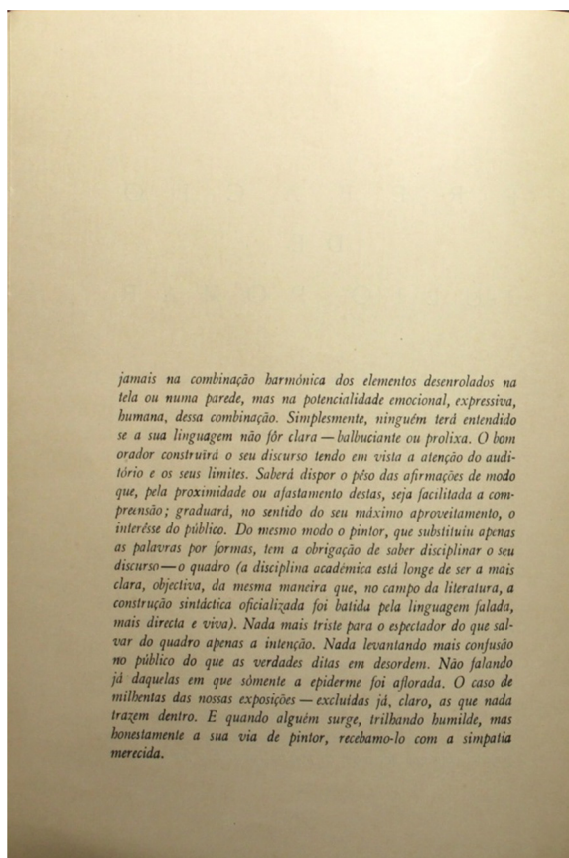 jamais na combinação harmónica dos elementos desenrolados na
tela ou numa parede, mas na potencialidade emocional, expressiva,
humana, dessa combinação. Simplesmente, ninguém terá entendido
se a sua linguagem não fôr clara — balbuciante ou prolixa. O bom
orador construirá o seu discurso tendo em vista a atenção do audi-
tório e os seus limites. Saberá dispor o pêso das afirmações de modo
que, pela proximidade ou afastamento destas, seja facilitada a com-
preensão; graduará, no sentido do seu máximo aproveitamento, o
interêsse do público. Do mesmo modo o pintor, que substituiu apenas
as palavras por formas, tem a obrigação de saber disciplinar o seu
discurso — o quadro (a disciplina académica está longe de ser a mais
clara, objectiva, da mesma maneira que, no campo da literatura, a
construção sintáctica oficializada foi batida pela linguagem falada,
mais directa e viva). Nada mais triste para o espectador do que sal-
var do quadro apenas a intenção. Nada levantando mais confusão
no público do que as verdades ditas em desordem. Não falando
já daquelas em que sòmente a epiderme foi aflorada. O caso de
milhentas das nossas exposições — excluídas já, claro, as que nada
trazem dentro. E quando alguém surge, trilhando humilde, mas
honestamente a sua via de pintor, recebamo-lo com a simpatia
merecida.